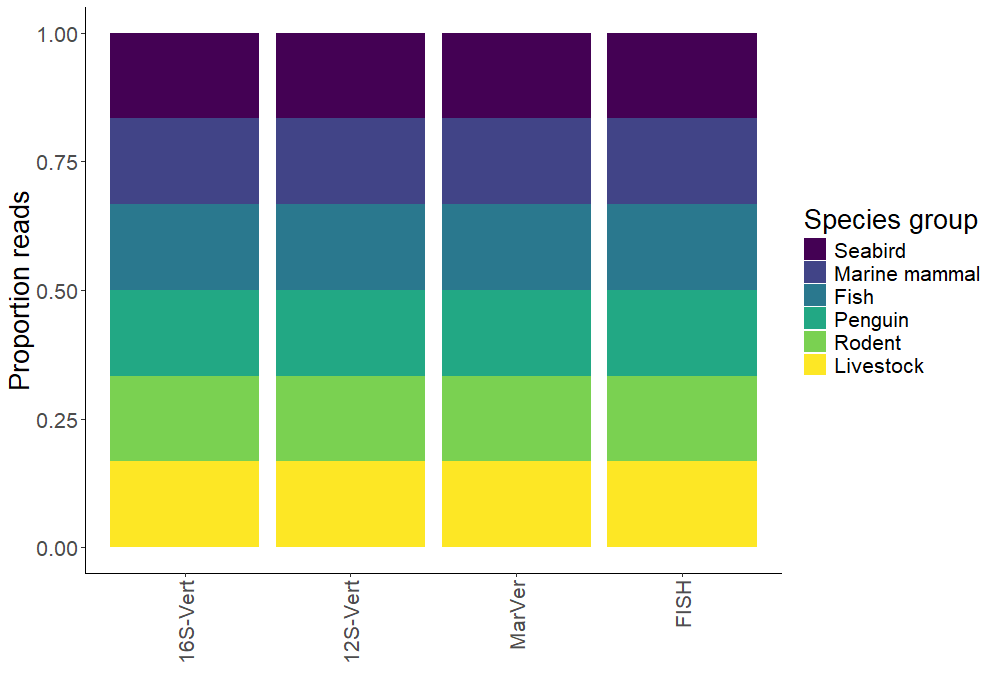 Proportion reads
1.00
0.75
0.50
0.25
0.00
16S-Vert
12S-Vert
MarVer
FISH
Species group
Seabird
Marine mammal
Fish
Penguin
Rodent
Livestock